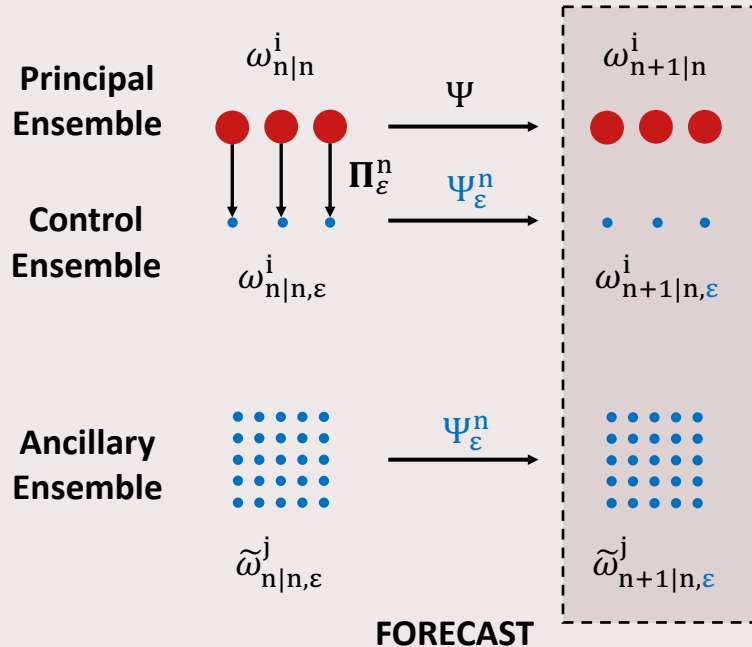 Principal
Ensemble
ω^i_{n|n}
Ψ
ω^i_{n+1|n}
Π^n_ε
Control
Ensemble
Ψ^n_ε
ω^i_{n|n,ε}
ω^i_{n+1|n,ε}
Ancillary
Ensemble
Ψ^n_ε
ω̃^j_{n|n,ε}
ω̃^j_{n+1|n,ε}
FORECAST